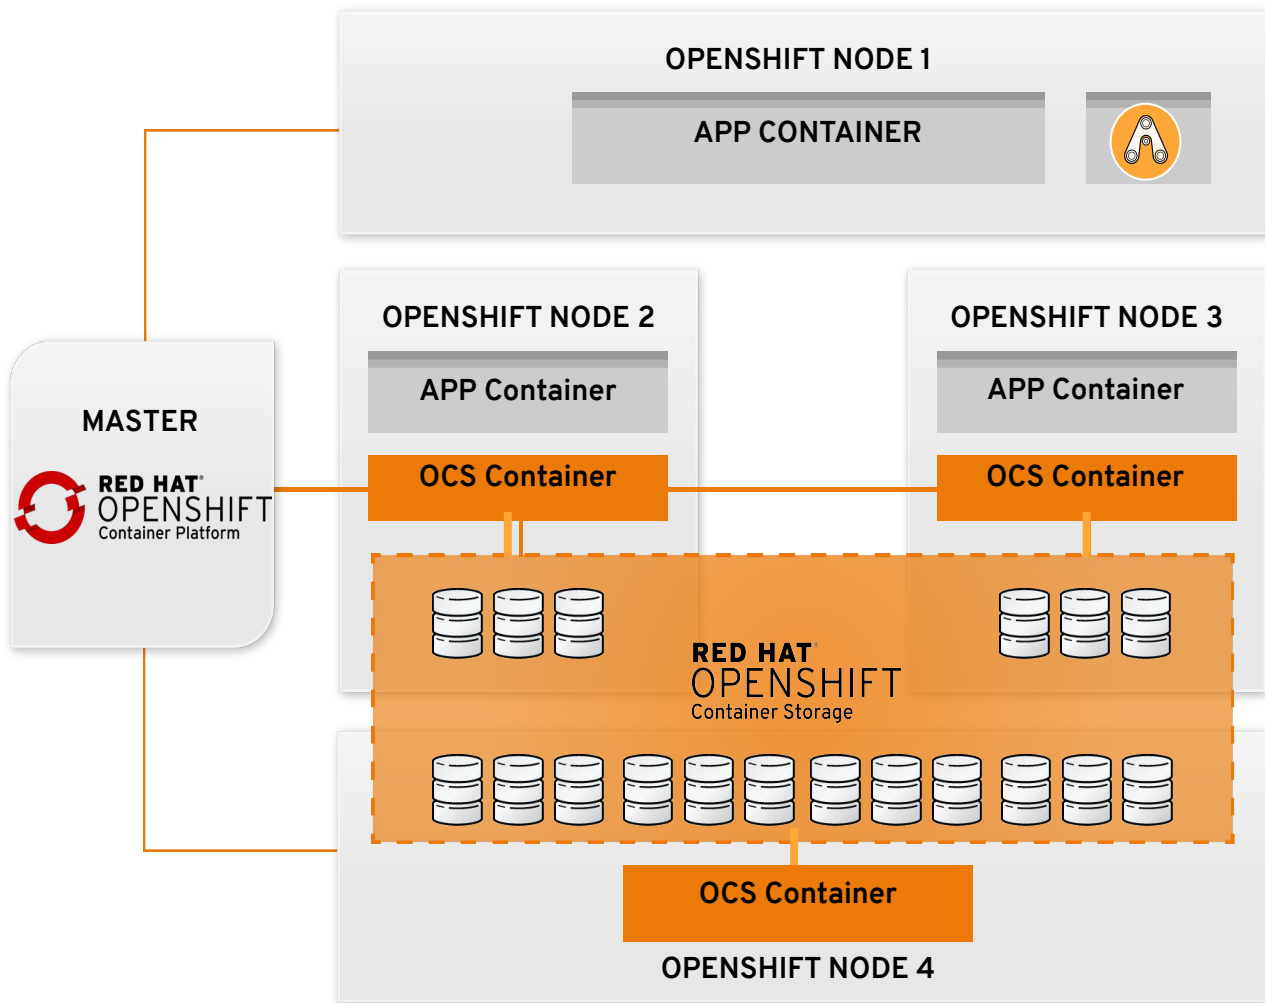 OPENSHIFT NODE 1
APP CONTAINER
OPENSHIFT NODE 2
OPENSHIFT NODE 3
APP Container
APP Container
MASTER
OCS Container
OCS Container
RED HAT®
OPENSHIFT
Container Platform
RED HAT®
OPENSHIFT
Container Storage
OCS Container
OPENSHIFT NODE 4